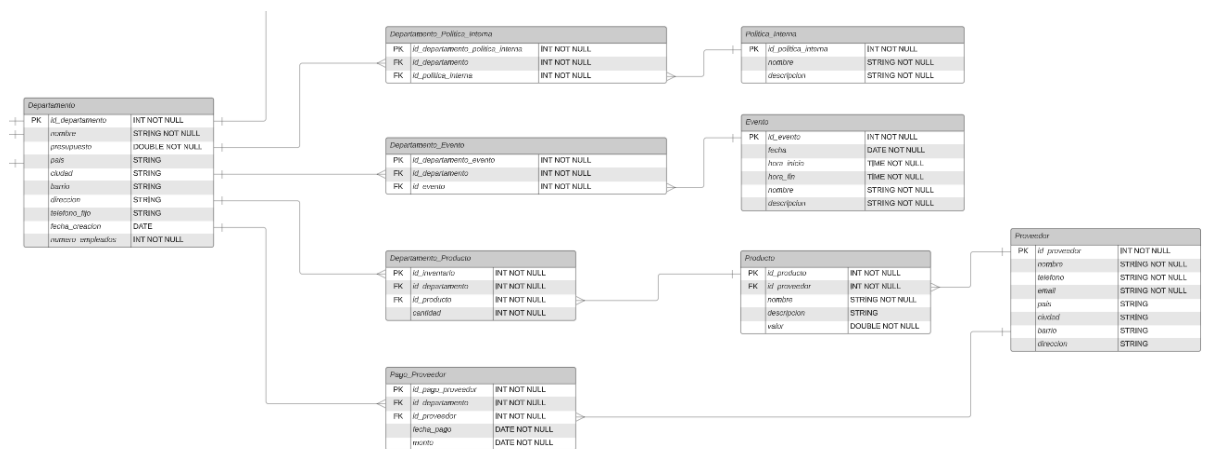 Departamento_Politica_Interna
PK id_departamento_politica_interna INT NOT NULL
FK id_departamento INT NOT NULL
FK id_politica_interna INT NOT NULL
Politica_Interna
PK id_politica_interna INT NOT NULL
nombre STRING NOT NULL
descripcion STRING NOT NULL
Departamento
PK id_departamento INT NOT NULL
nombre STRING NOT NULL
presupuesto DOUBLE NOT NULL
pais STRING
ciudad STRING
barrio STRING
direccion STRING
telefono_fijo STRING
fecha_creacion DATE
numero_empleados INT NOT NULL
Departamento_Evento
PK id_departamento_evento INT NOT NULL
FK id_departamento INT NOT NULL
FK id_evento INT NOT NULL
Evento
PK id_evento INT NOT NULL
fecha DATE NOT NULL
hora_inicio TIME NOT NULL
hora_fin TIME NOT NULL
nombre STRING NOT NULL
descripcion STRING NOT NULL
Departamento_Producto
PK id_inventario INT NOT NULL
FK id_departamento INT NOT NULL
FK id_producto INT NOT NULL
cantidad INT NOT NULL
Producto
PK id_producto INT NOT NULL
FK id_proveedor INT NOT NULL
nombre STRING NOT NULL
descripcion STRING
valor DOUBLE NOT NULL
Proveedor
PK id_proveedor INT NOT NULL
nombre STRING NOT NULL
telefono STRING NOT NULL
email STRING NOT NULL
pais STRING
ciudad STRING
barrio STRING
direccion STRING
Pago_Proveedor
PK id_pago_proveedor INT NOT NULL
FK id_departamento INT NOT NULL
FK id_proveedor INT NOT NULL
fecha_pago DATE NOT NULL
monto DATE NOT NULL